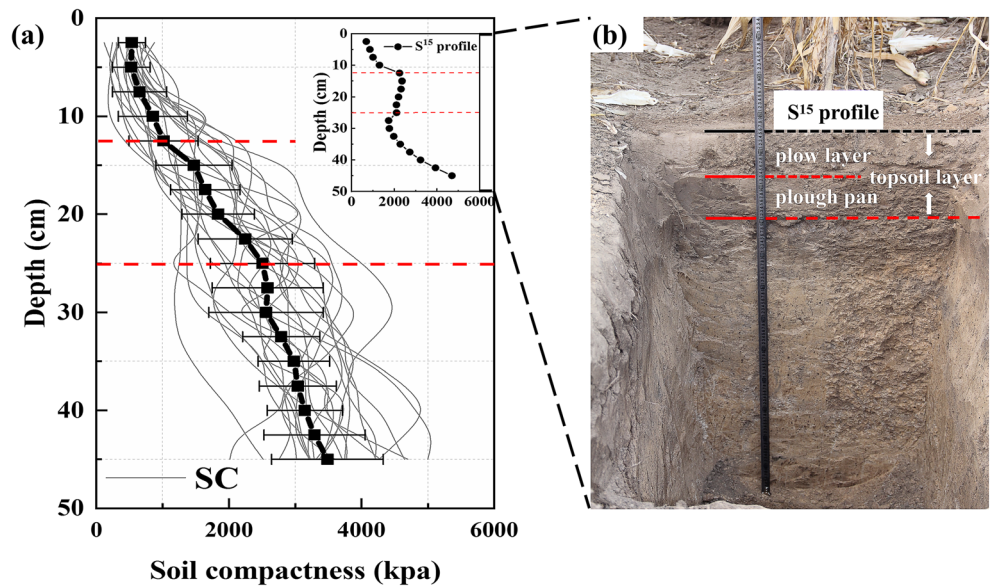 (a)
0
10
20
30
40
50
Depth (cm)
0
2000
4000
6000
Soil compactness (kpa)
SC
S¹⁵ profile
0
10
20
30
40
50
Depth (cm)
0
2000
4000
6000
(b)
S¹⁵ profile
plow layer
topsoil layer
plough pan